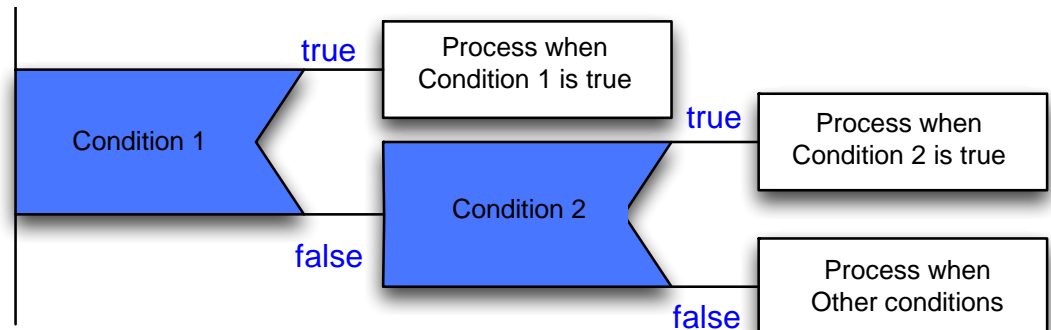 true
Process when
Condition 1 is true
Condition 1
true
Process when
Condition 2 is true
Condition 2
false
Process when
Other conditions
false